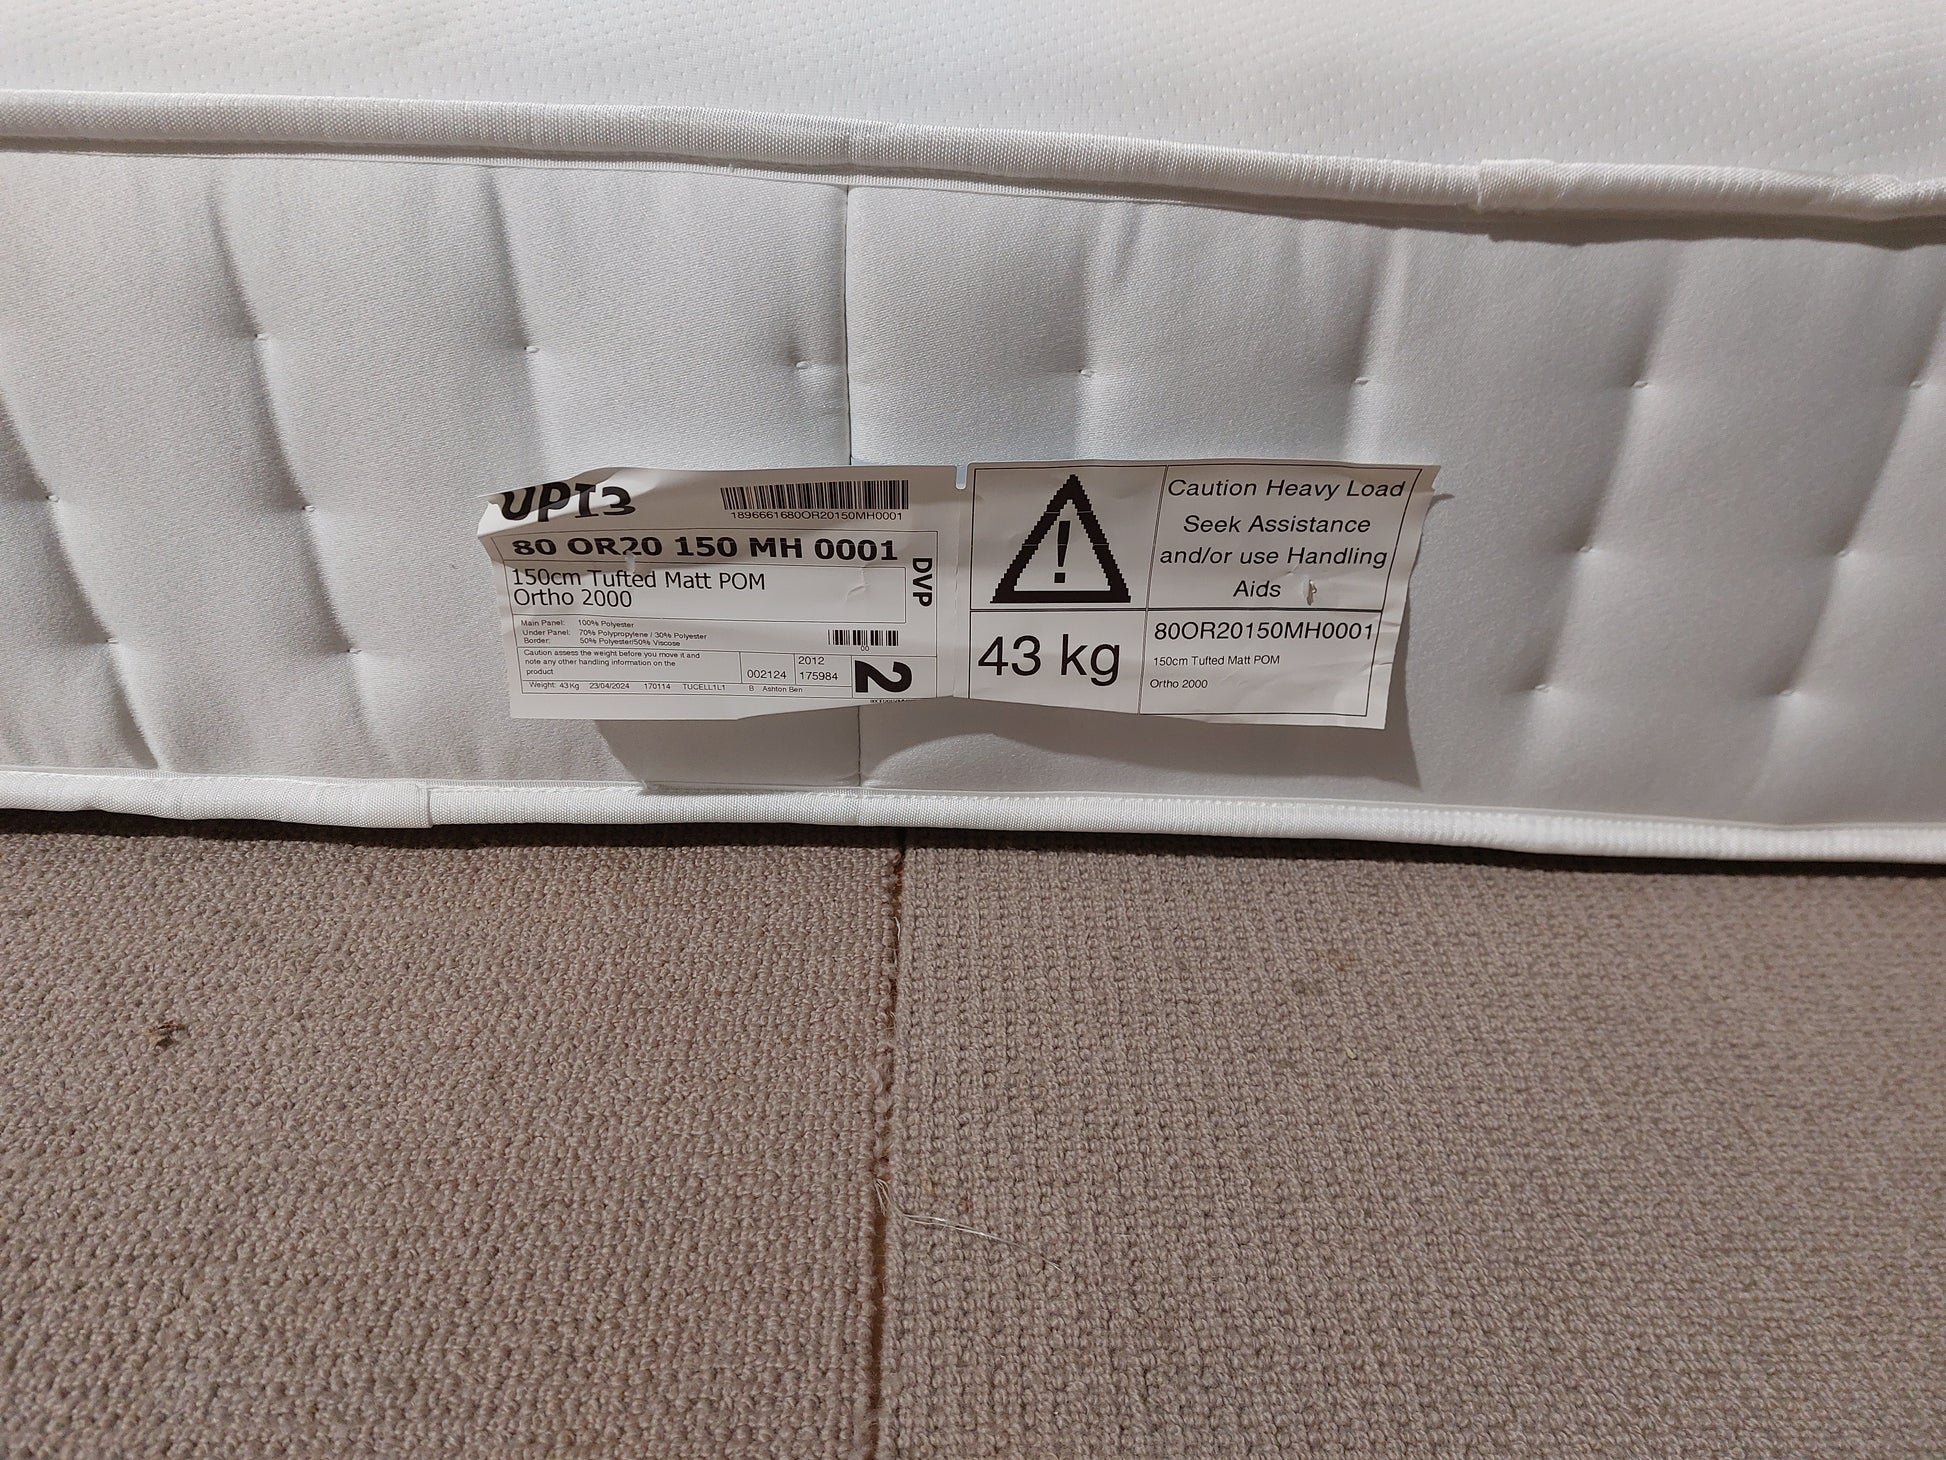 UPI3
1896661680OR20150MH0001
80 OR20 150 MH 0001
DVP
150cm Tufted Matt POM
Ortho 2000
Main Panel: 100% Polyester
Under Panel: 70% Polypropylene / 30% Polyester
Border: 50% Polyester/50% Viscose
00
Caution assess the weight before you move it and
note any other handling information on the
product
002124
2012
175984
2
Weight: 43Kg 23/04/2024 170114 TUCELL1L1 B Ashton Ben
!
Caution Heavy Load
Seek Assistance
and/or use Handling
Aids
43 kg
80OR20150MH0001
150cm Tufted Matt POM
Ortho 2000